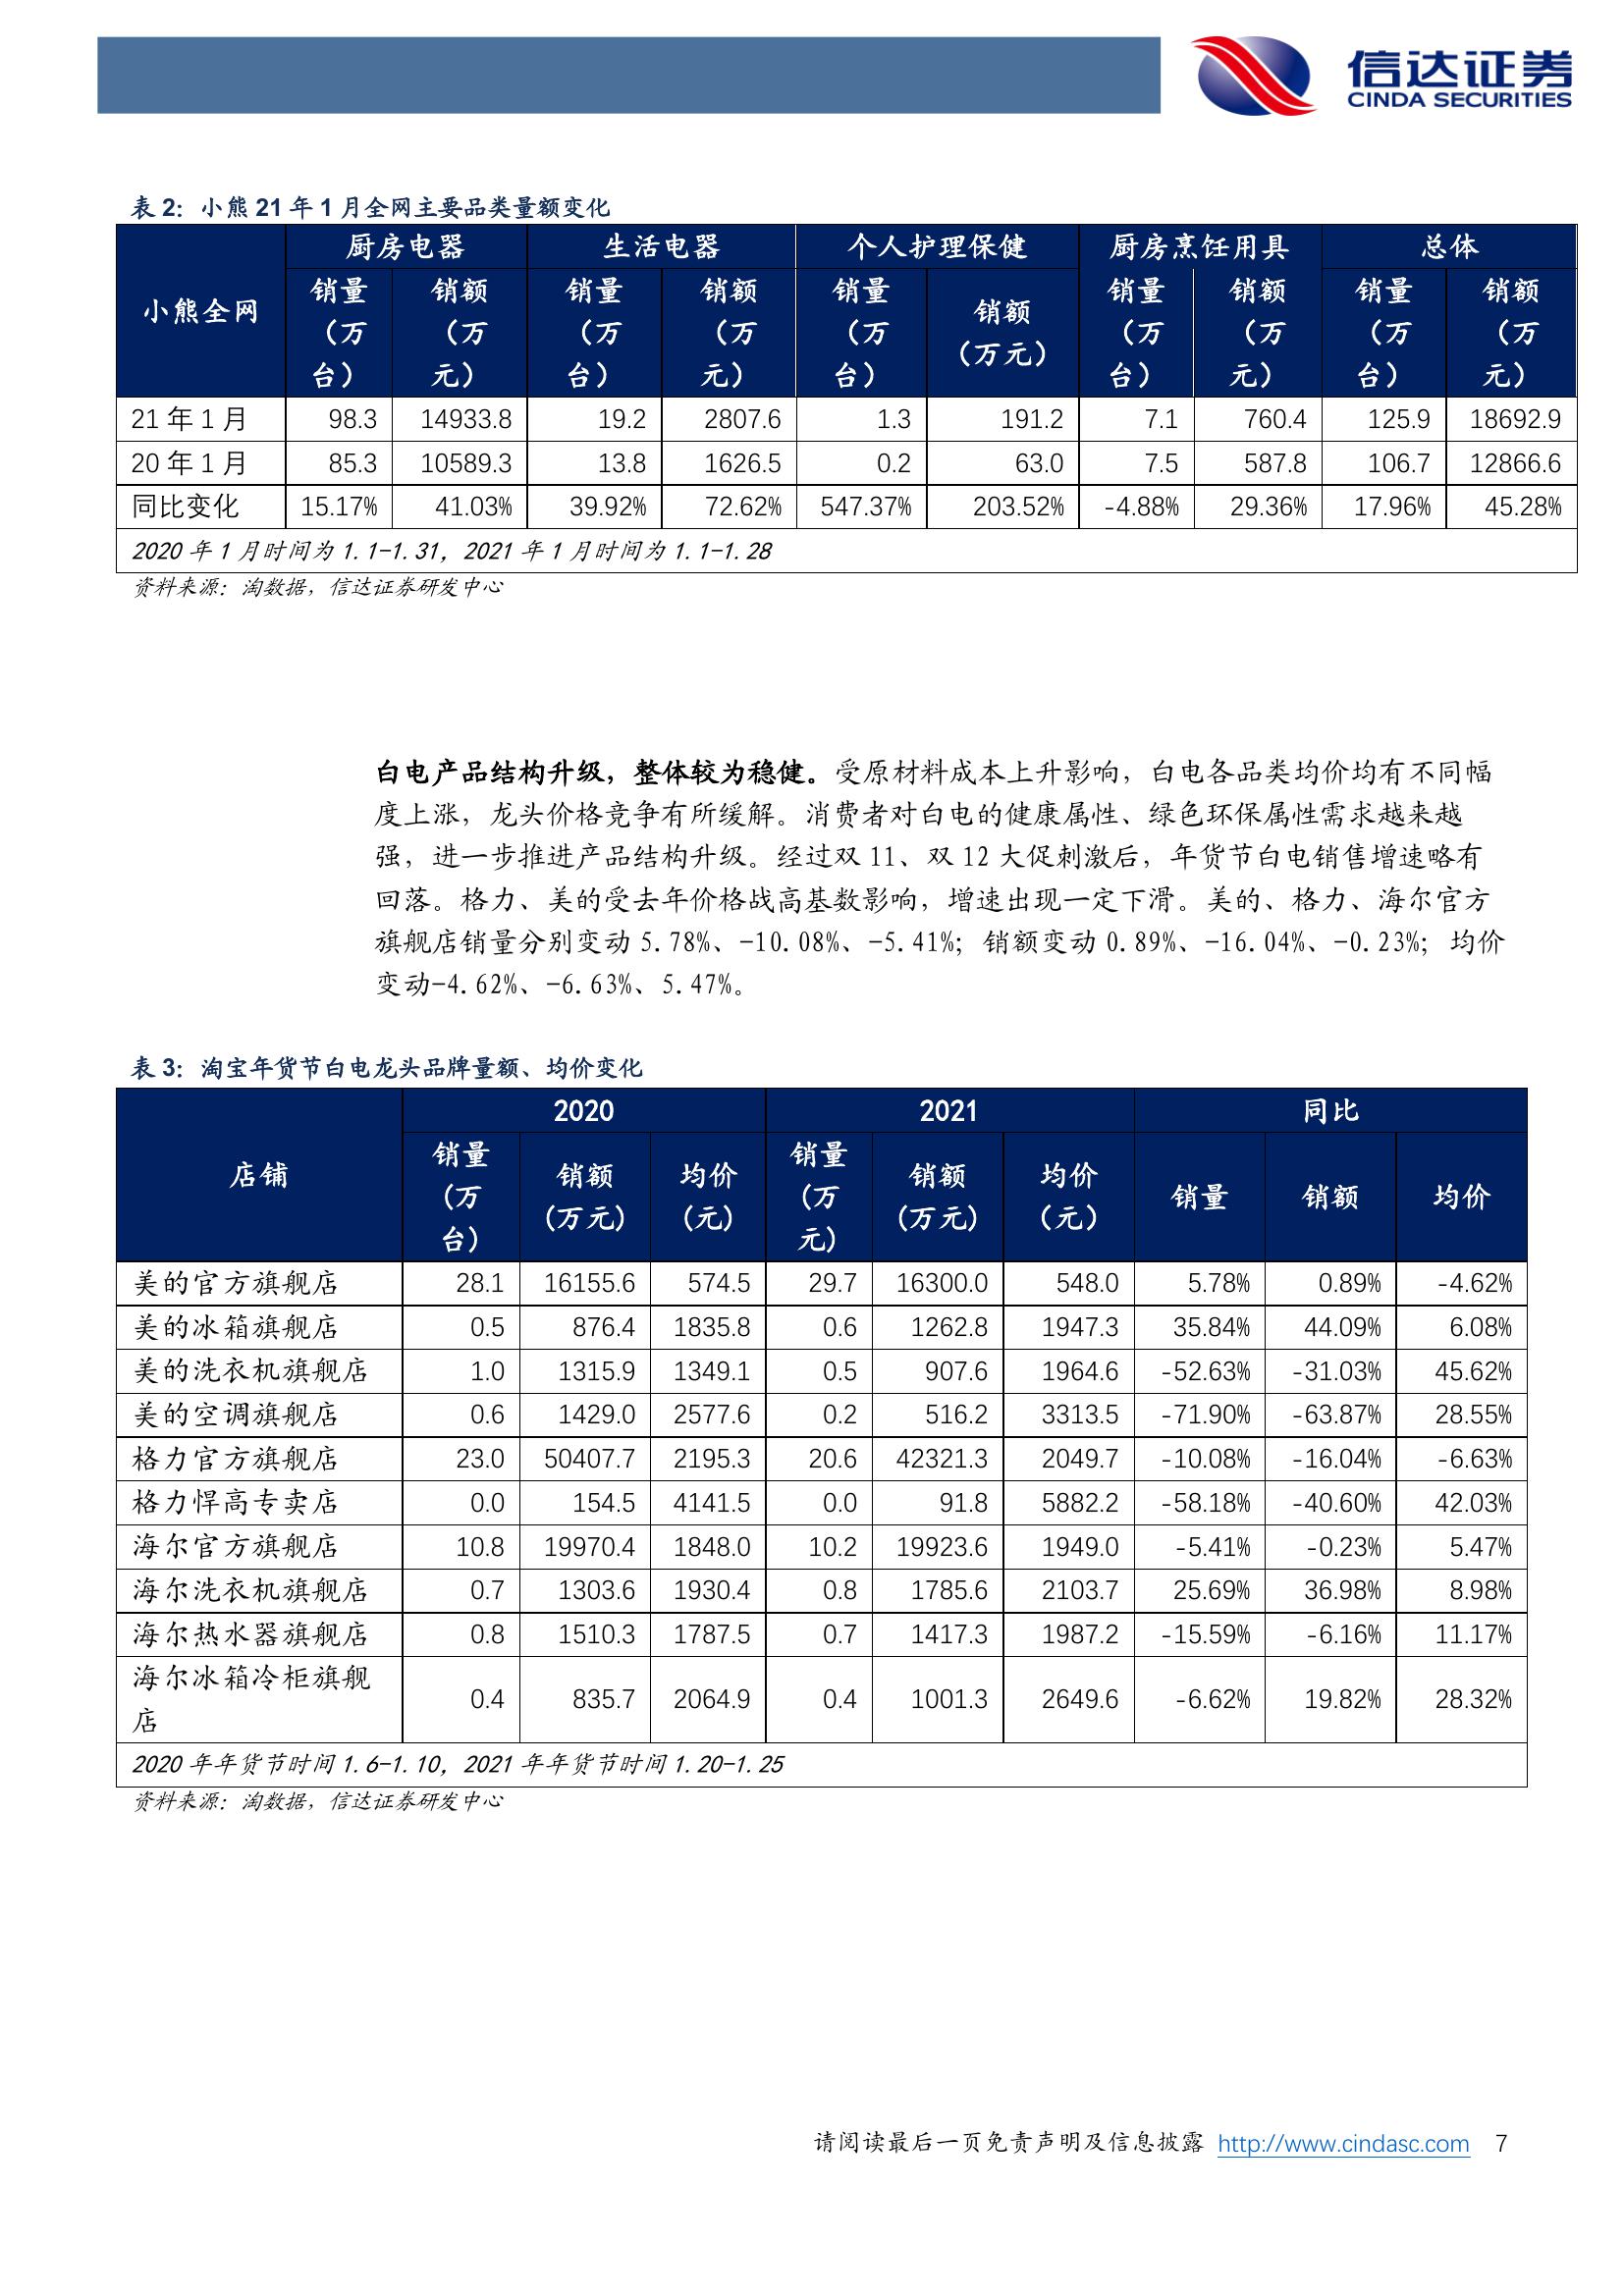 信达证券
CINDA SECURITIES
表 2：小熊 21 年 1 月全网主要品类量额变化
小熊全网 厨房电器 生活电器 个人护理保健 厨房烹饪用具 总体
销量（万台） 销额（万元） 销量（万台） 销额（万元） 销量（万台） 销额（万元） 销量（万台） 销额（万元） 销量（万台） 销额（万元）
21 年 1 月 98.3 14933.8 19.2 2807.6 1.3 191.2 7.1 760.4 125.9 18692.9
20 年 1 月 85.3 10589.3 13.8 1626.5 0.2 63.0 7.5 587.8 106.7 12866.6
同比变化 15.17% 41.03% 39.92% 72.62% 547.37% 203.52% -4.88% 29.36% 17.96% 45.28%
2020 年 1 月时间为 1.1-1.31，2021 年 1 月时间为 1.1-1.28
资料来源：淘数据，信达证券研发中心
白电产品结构升级，整体较为稳健。受原材料成本上升影响，白电各品类均价均有不同幅
度上涨，龙头价格竞争有所缓解。消费者对白电的健康属性、绿色环保属性需求越来越
强，进一步推进产品结构升级。经过双 11、双 12 大促刺激后，年货节白电销售增速略有
回落。格力、美的受去年价格战高基数影响，增速出现一定下滑。美的、格力、海尔官方
旗舰店销量分别变动 5.78%、-10.08%、-5.41%；销额变动 0.89%、-16.04%、-0.23%；均价
变动-4.62%、-6.63%、5.47%。
表 3：淘宝年货节白电龙头品牌量额、均价变化
店铺 2020 2021 同比
销量(万台) 销额(万元) 均价(元) 销量(万元) 销额(万元) 均价（元） 销量 销额 均价
美的官方旗舰店 28.1 16155.6 574.5 29.7 16300.0 548.0 5.78% 0.89% -4.62%
美的冰箱旗舰店 0.5 876.4 1835.8 0.6 1262.8 1947.3 35.84% 44.09% 6.08%
美的洗衣机旗舰店 1.0 1315.9 1349.1 0.5 907.6 1964.6 -52.63% -31.03% 45.62%
美的空调旗舰店 0.6 1429.0 2577.6 0.2 516.2 3313.5 -71.90% -63.87% 28.55%
格力官方旗舰店 23.0 50407.7 2195.3 20.6 42321.3 2049.7 -10.08% -16.04% -6.63%
格力悍高专卖店 0.0 154.5 4141.5 0.0 91.8 5882.2 -58.18% -40.60% 42.03%
海尔官方旗舰店 10.8 19970.4 1848.0 10.2 19923.6 1949.0 -5.41% -0.23% 5.47%
海尔洗衣机旗舰店 0.7 1303.6 1930.4 0.8 1785.6 2103.7 25.69% 36.98% 8.98%
海尔热水器旗舰店 0.8 1510.3 1787.5 0.7 1417.3 1987.2 -15.59% -6.16% 11.17%
海尔冰箱冷柜旗舰店 0.4 835.7 2064.9 0.4 1001.3 2649.6 -6.62% 19.82% 28.32%
2020 年年货节时间 1.6-1.10，2021 年年货节时间 1.20-1.25
资料来源：淘数据，信达证券研发中心
请阅读最后一页免责声明及信息披露 http://www.cindasc.com 7